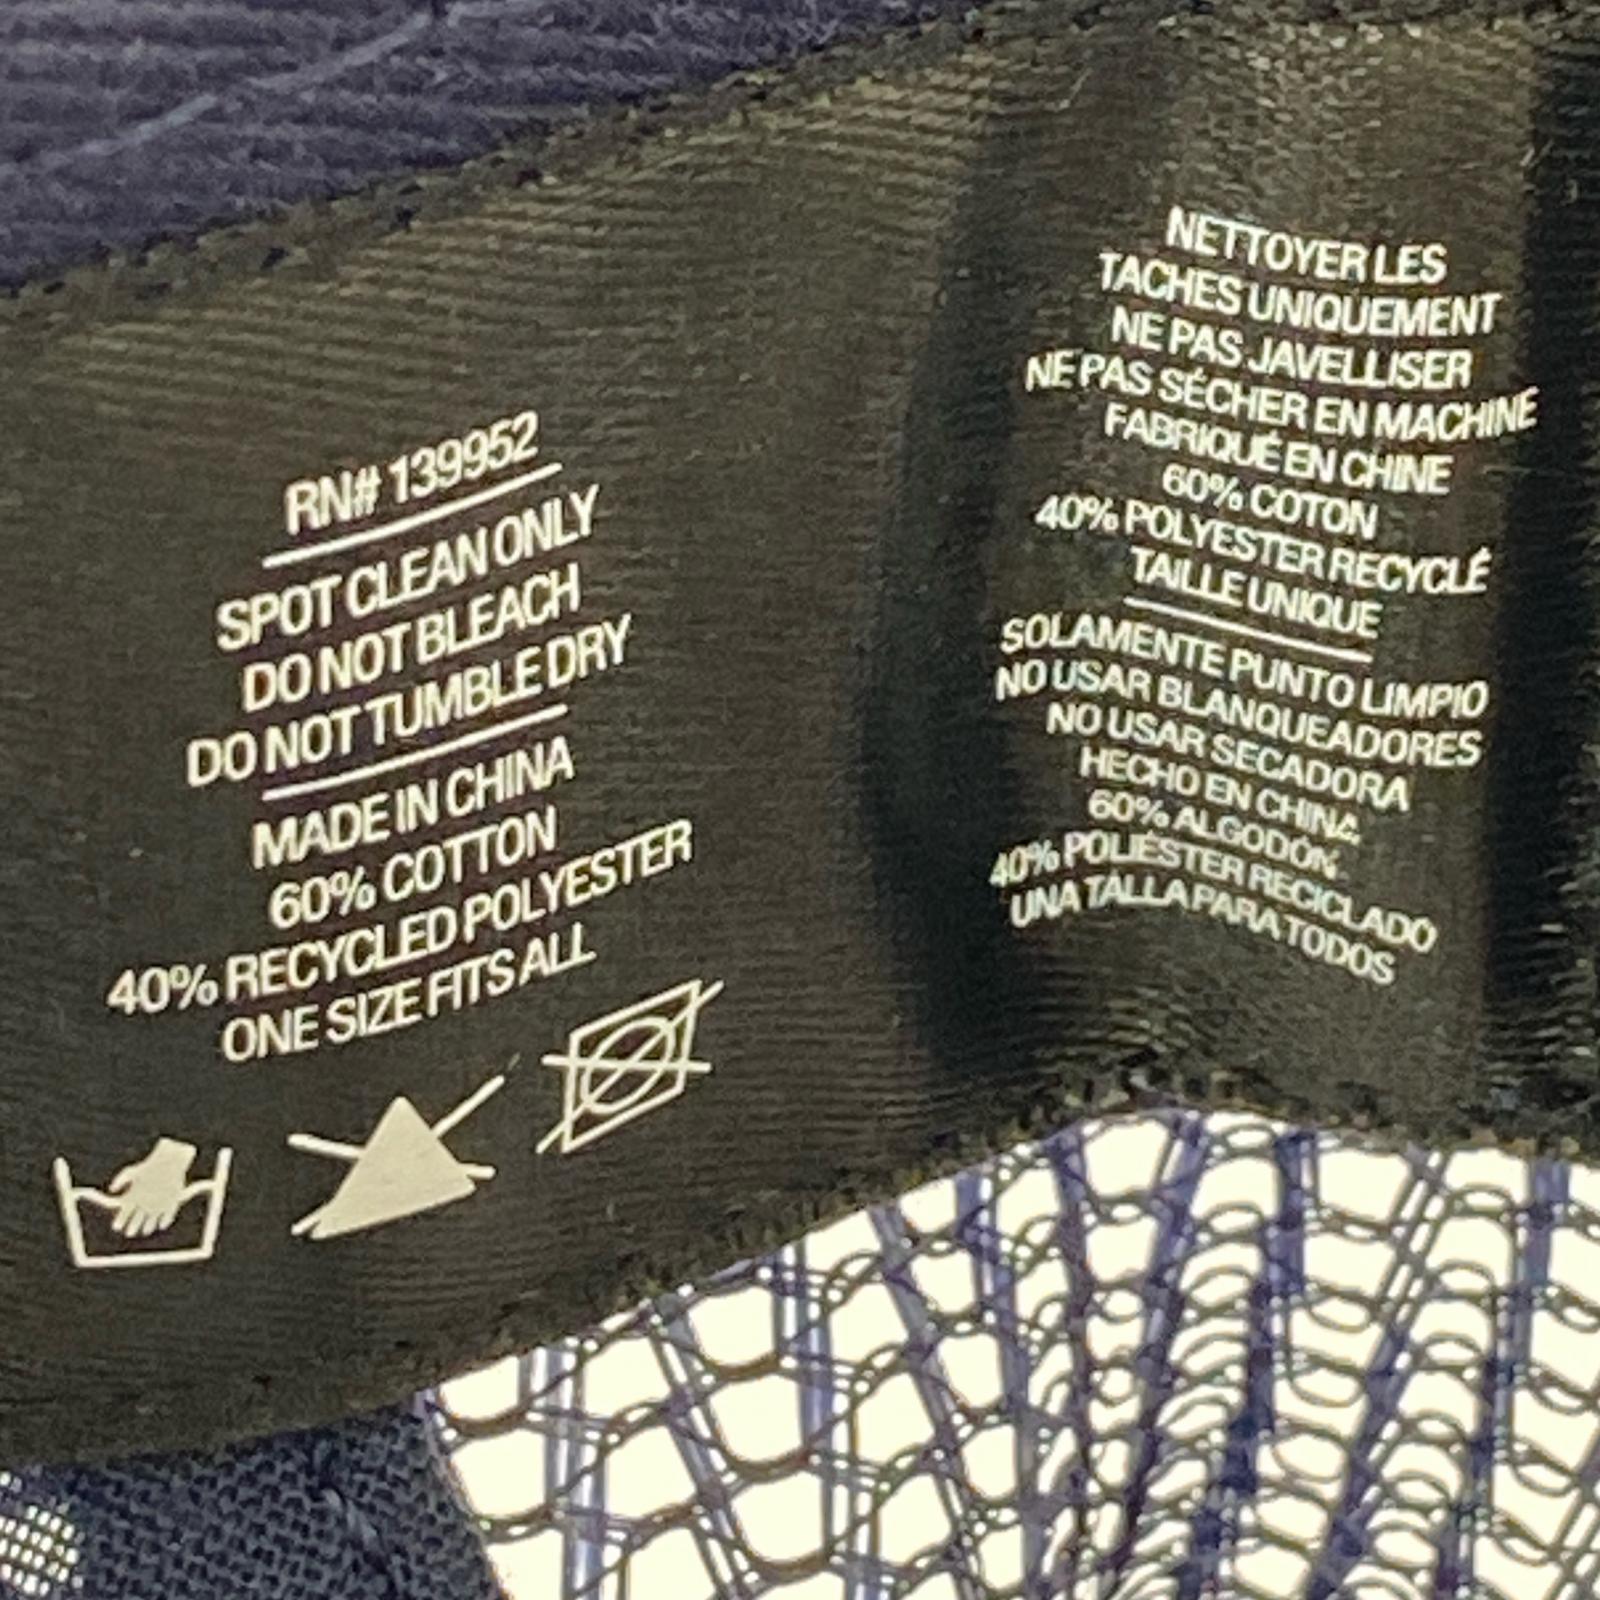 RN# 139952
SPOT CLEAN ONLY
DO NOT BLEACH
DO NOT TUMBLE DRY
MADE IN CHINA
60% COTTON
40% RECYCLED POLYESTER
ONE SIZE FITS ALL
NETTOYER LES
TACHES UNIQUEMENT
NE PAS JAVELLISER
NE PAS SÉCHER EN MACHINE
FABRIQUÉ EN CHINE
60% COTON
40% POLYESTER RECYCLÉ
TAILLE UNIQUE
SOLAMENTE PUNTO LIMPIO
NO USAR BLANQUEADORES
NO USAR SECADORA
HECHO EN CHINA
60% ALGODÓN
40% POLIÉSTER RECICLADO
UNA TALLA PARA TODOS